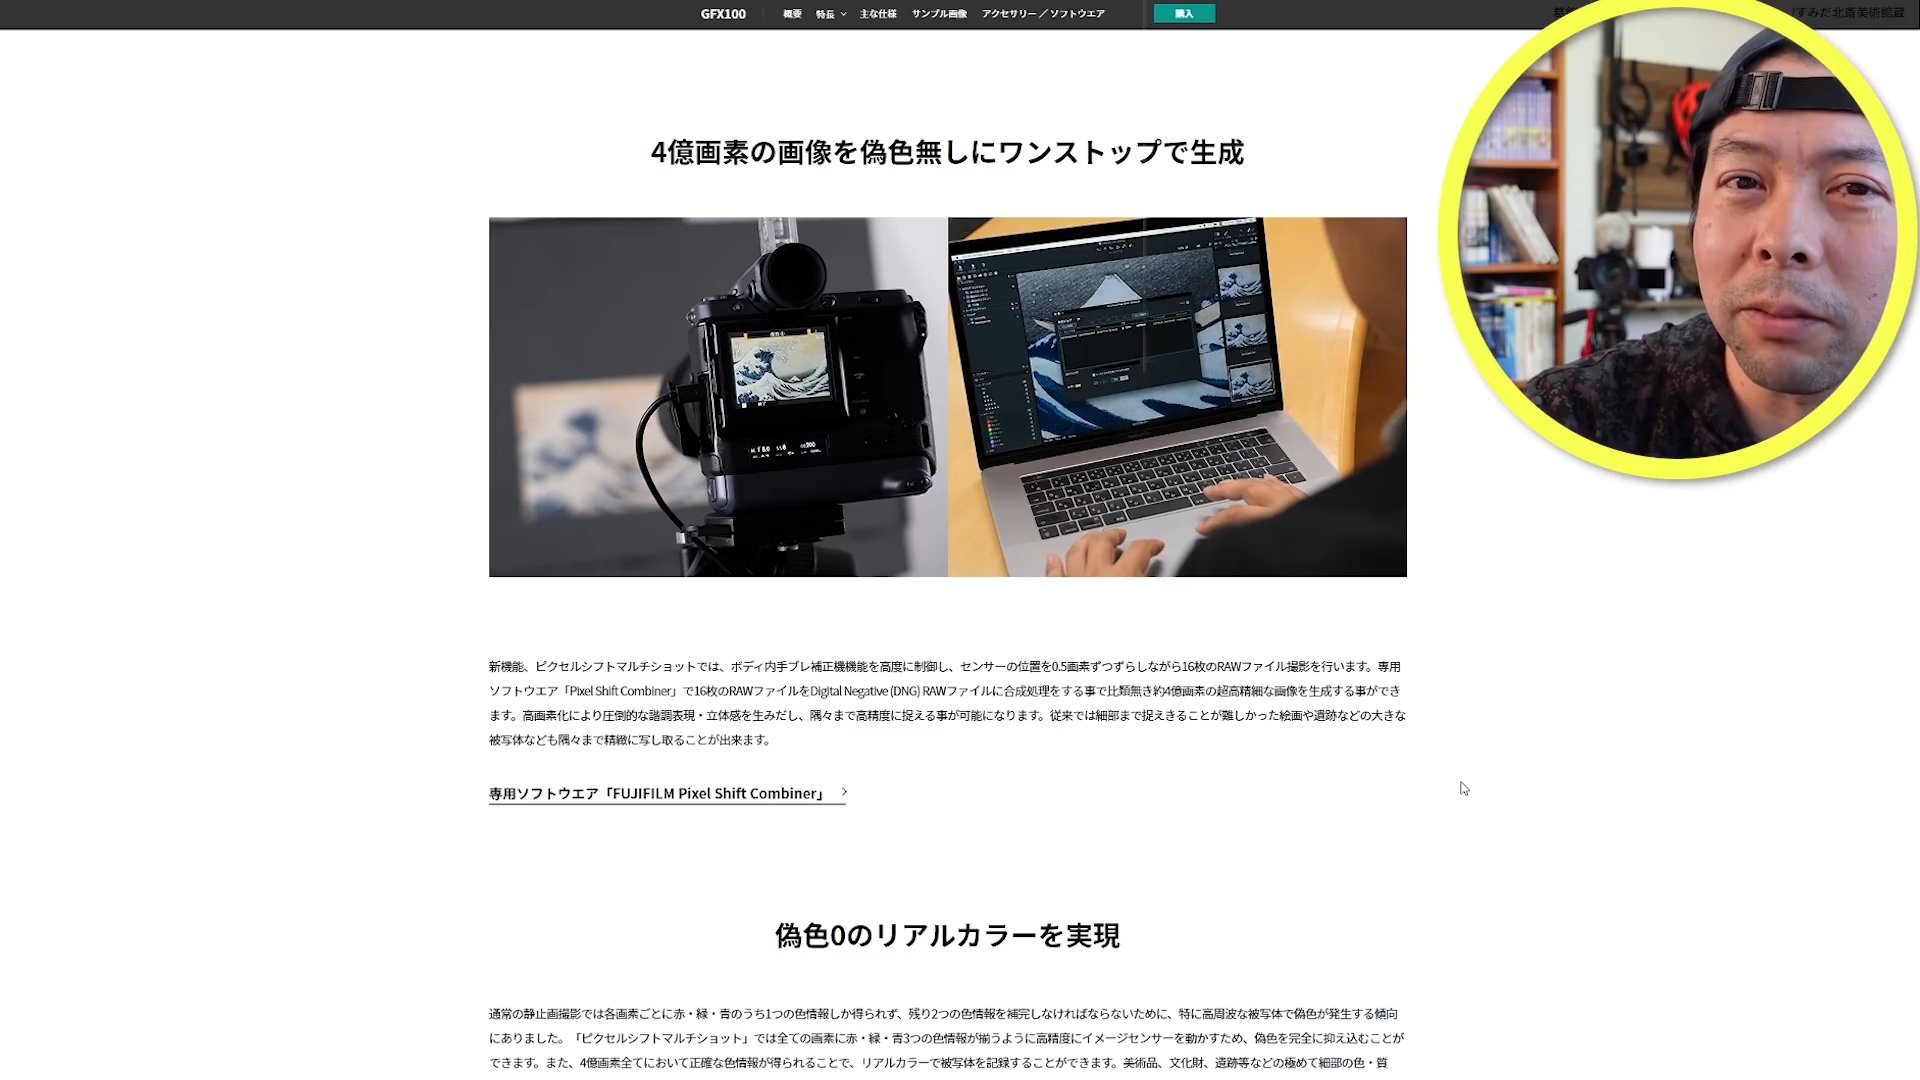 GFX100 概要 特長 主な仕様 サンプル画像 アクセサリー／ソフトウエア 購入
すみだ北斎美術館蔵
4億画素の画像を偽色無しにワンストップで生成
新機能、ピクセルシフトマルチショットでは、ボディ内手ブレ補正機機能を高度に制御し、センサーの位置を0.5画素ずつずらしながら16枚のRAWファイル撮影を行います。専用
ソフトウエア「Pixel Shift Combiner」で16枚のRAWファイルをDigital Negative (DNG) RAWファイルに合成処理をする事で比類無き約4億画素の超高精細な画像を生成する事ができ
ます。高画素化により圧倒的な諧調表現・立体感を生みだし、隅々まで高精度に捉える事が可能になります。従来では細部まで捉えきることが難しかった絵画や遺跡などの大きな
被写体なども隅々まで精緻に写し取ることが出来ます。
専用ソフトウエア「FUJIFILM Pixel Shift Combiner」
偽色0のリアルカラーを実現
通常の静止画撮影では各画素ごとに赤・緑・青のうち1つの色情報しか得られず、残り2つの色情報を補完しなければならないために、特に高周波な被写体で偽色が発生する傾向
にありました。「ピクセルシフトマルチショット」では全ての画素に赤・緑・青3つの色情報が揃うように高精度にイメージセンサーを動かすため、偽色を完全に抑え込むことが
できます。また、4億画素全てにおいて正確な色情報が得られることで、リアルカラーで被写体を記録することができます。美術品、文化財、遺跡等などの極めて細部の色・質